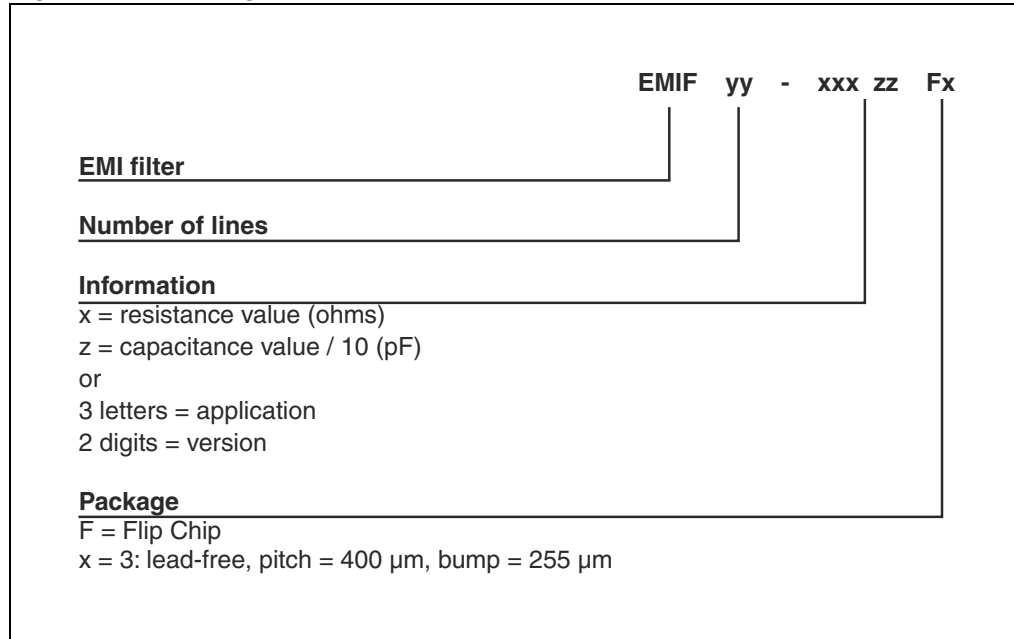 EMIF yy - xxx zz Fx
EMI filter
Number of lines
Information
x = resistance value (ohms)
z = capacitance value / 10 (pF)
or
3 letters = application
2 digits = version
Package
F = Flip Chip
x = 3: lead-free, pitch = 400 µm, bump = 255 µm